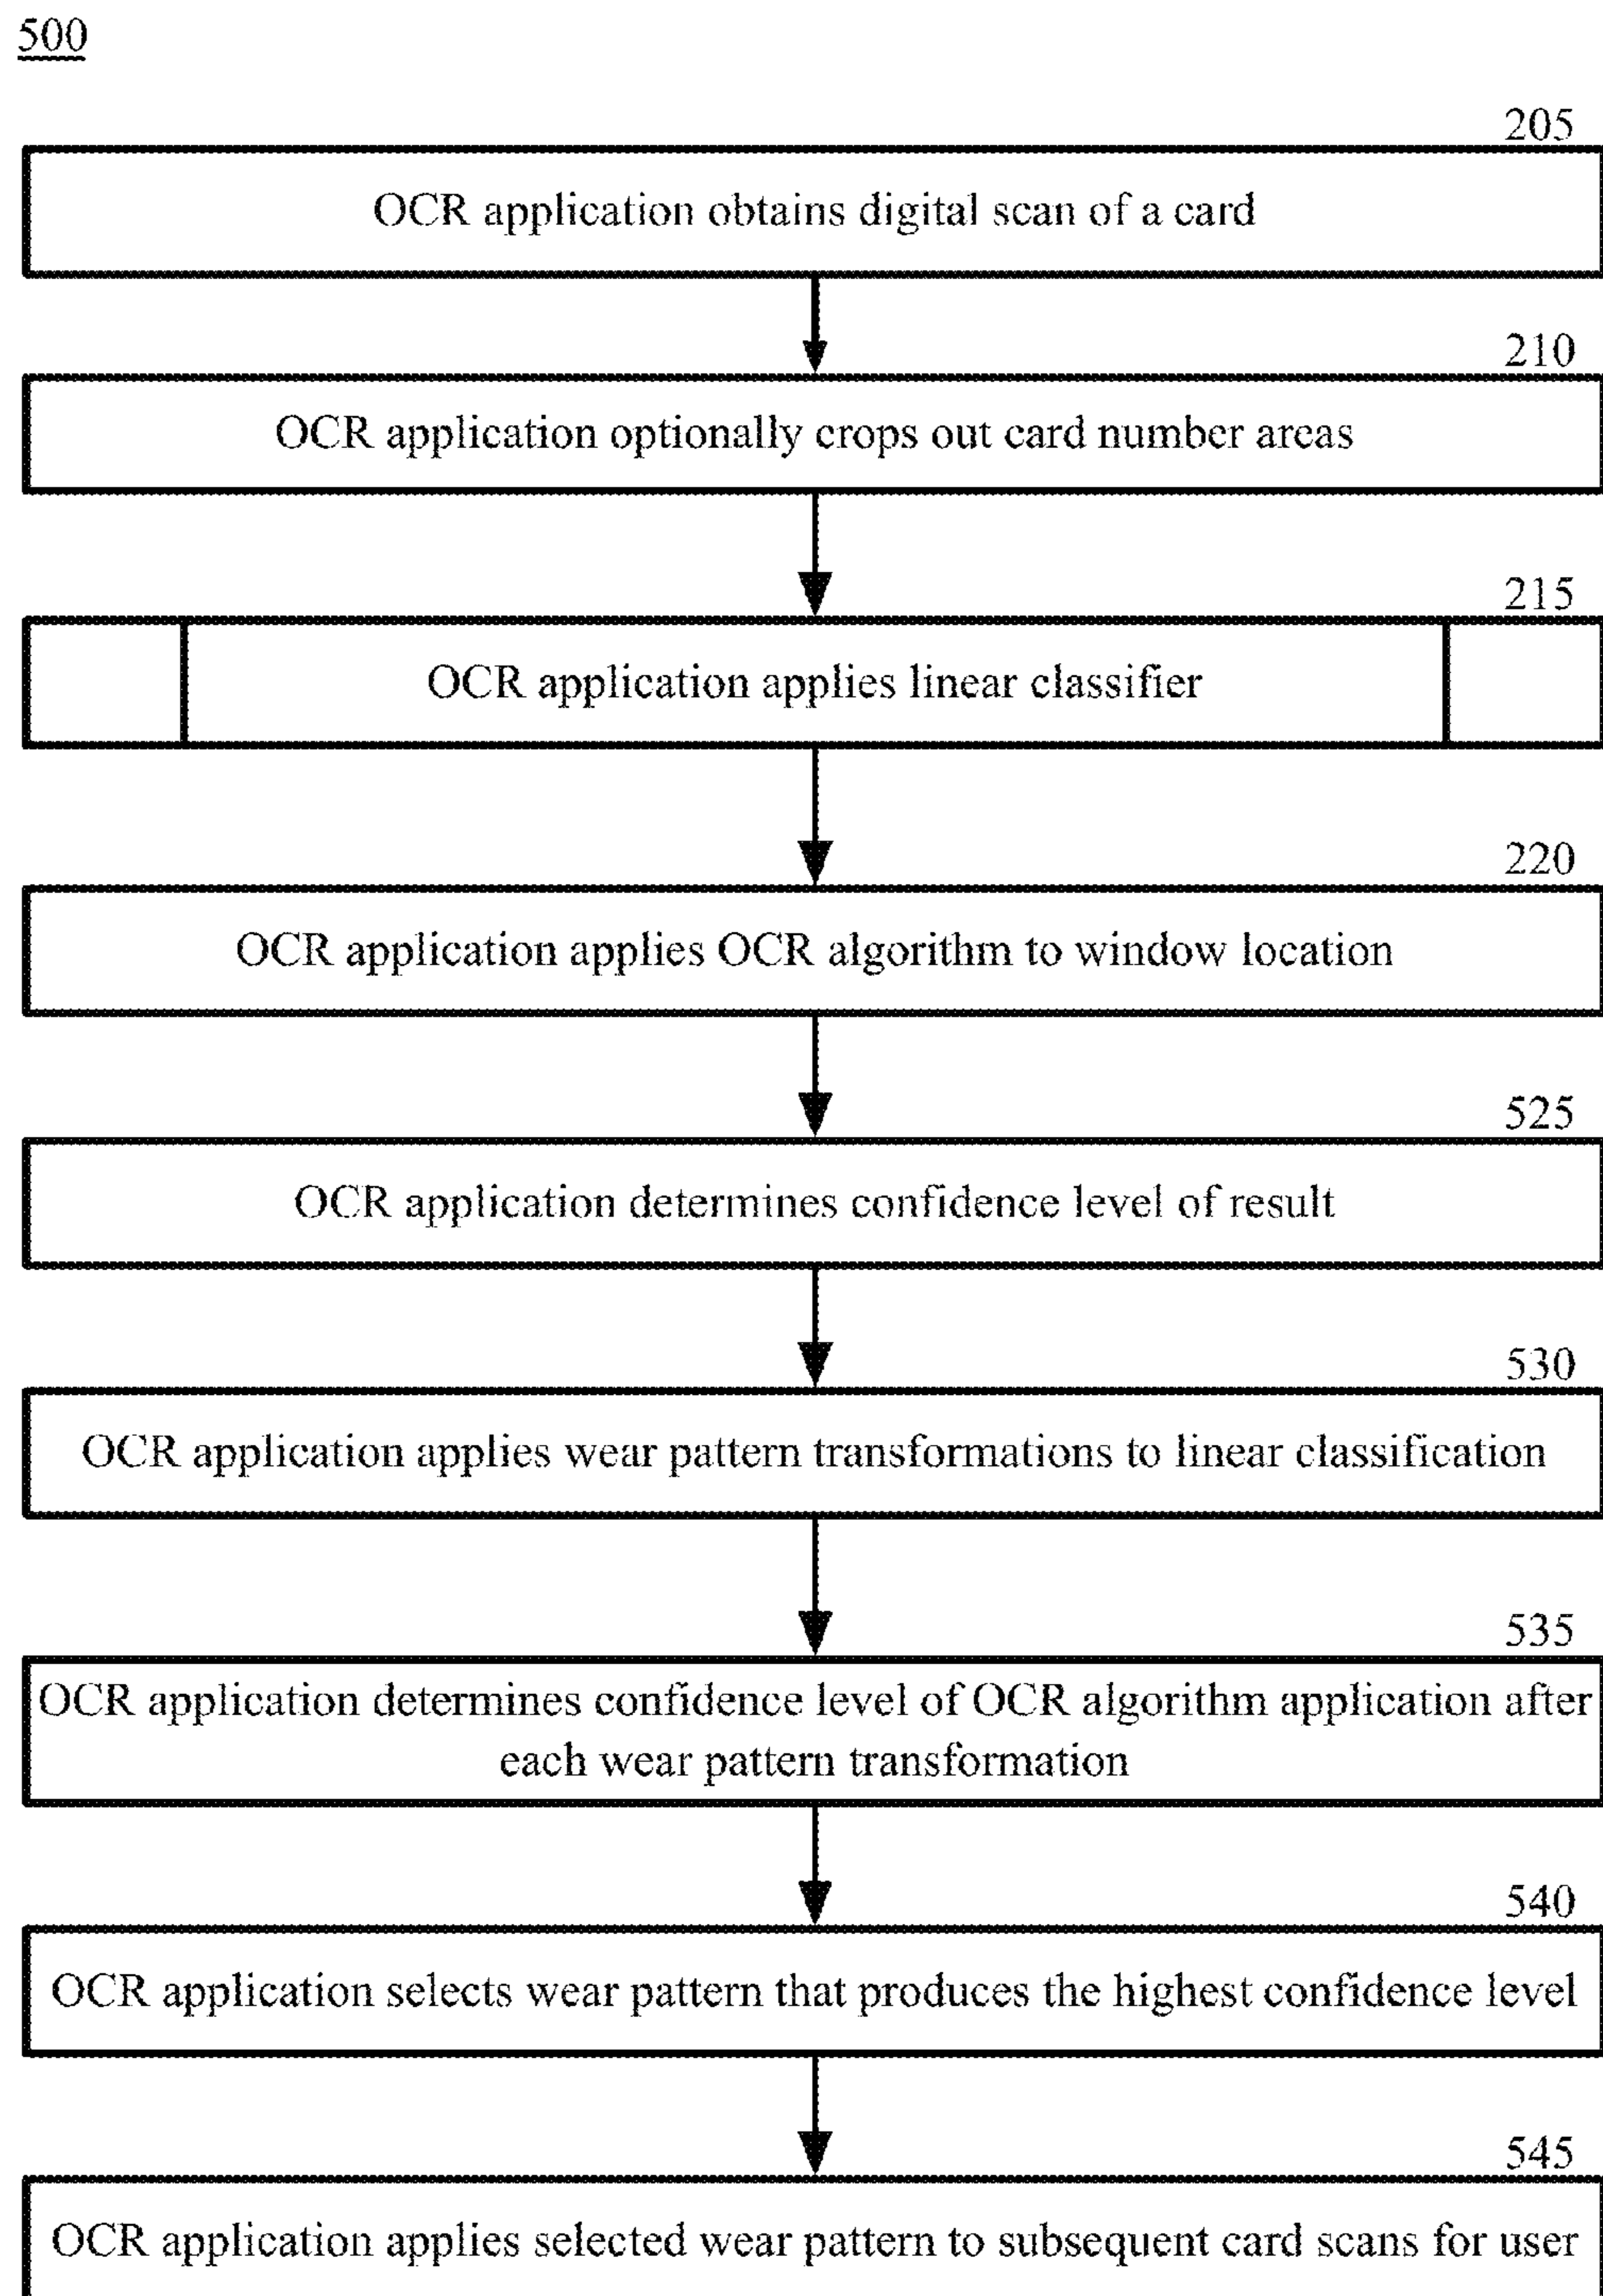 500
205
OCR application obtains digital scan of a card
210
OCR application optionally crops out card number areas
215
OCR application applies linear classifier
220
OCR application applies OCR algorithm to window location
525
OCR application determines confidence level of result
530
OCR application applies wear pattern transformations to linear classification
535
OCR application determines confidence level of OCR algorithm application after
each wear pattern transformation
540
OCR application selects wear pattern that produces the highest confidence level
545
OCR application applies selected wear pattern to subsequent card scans for user